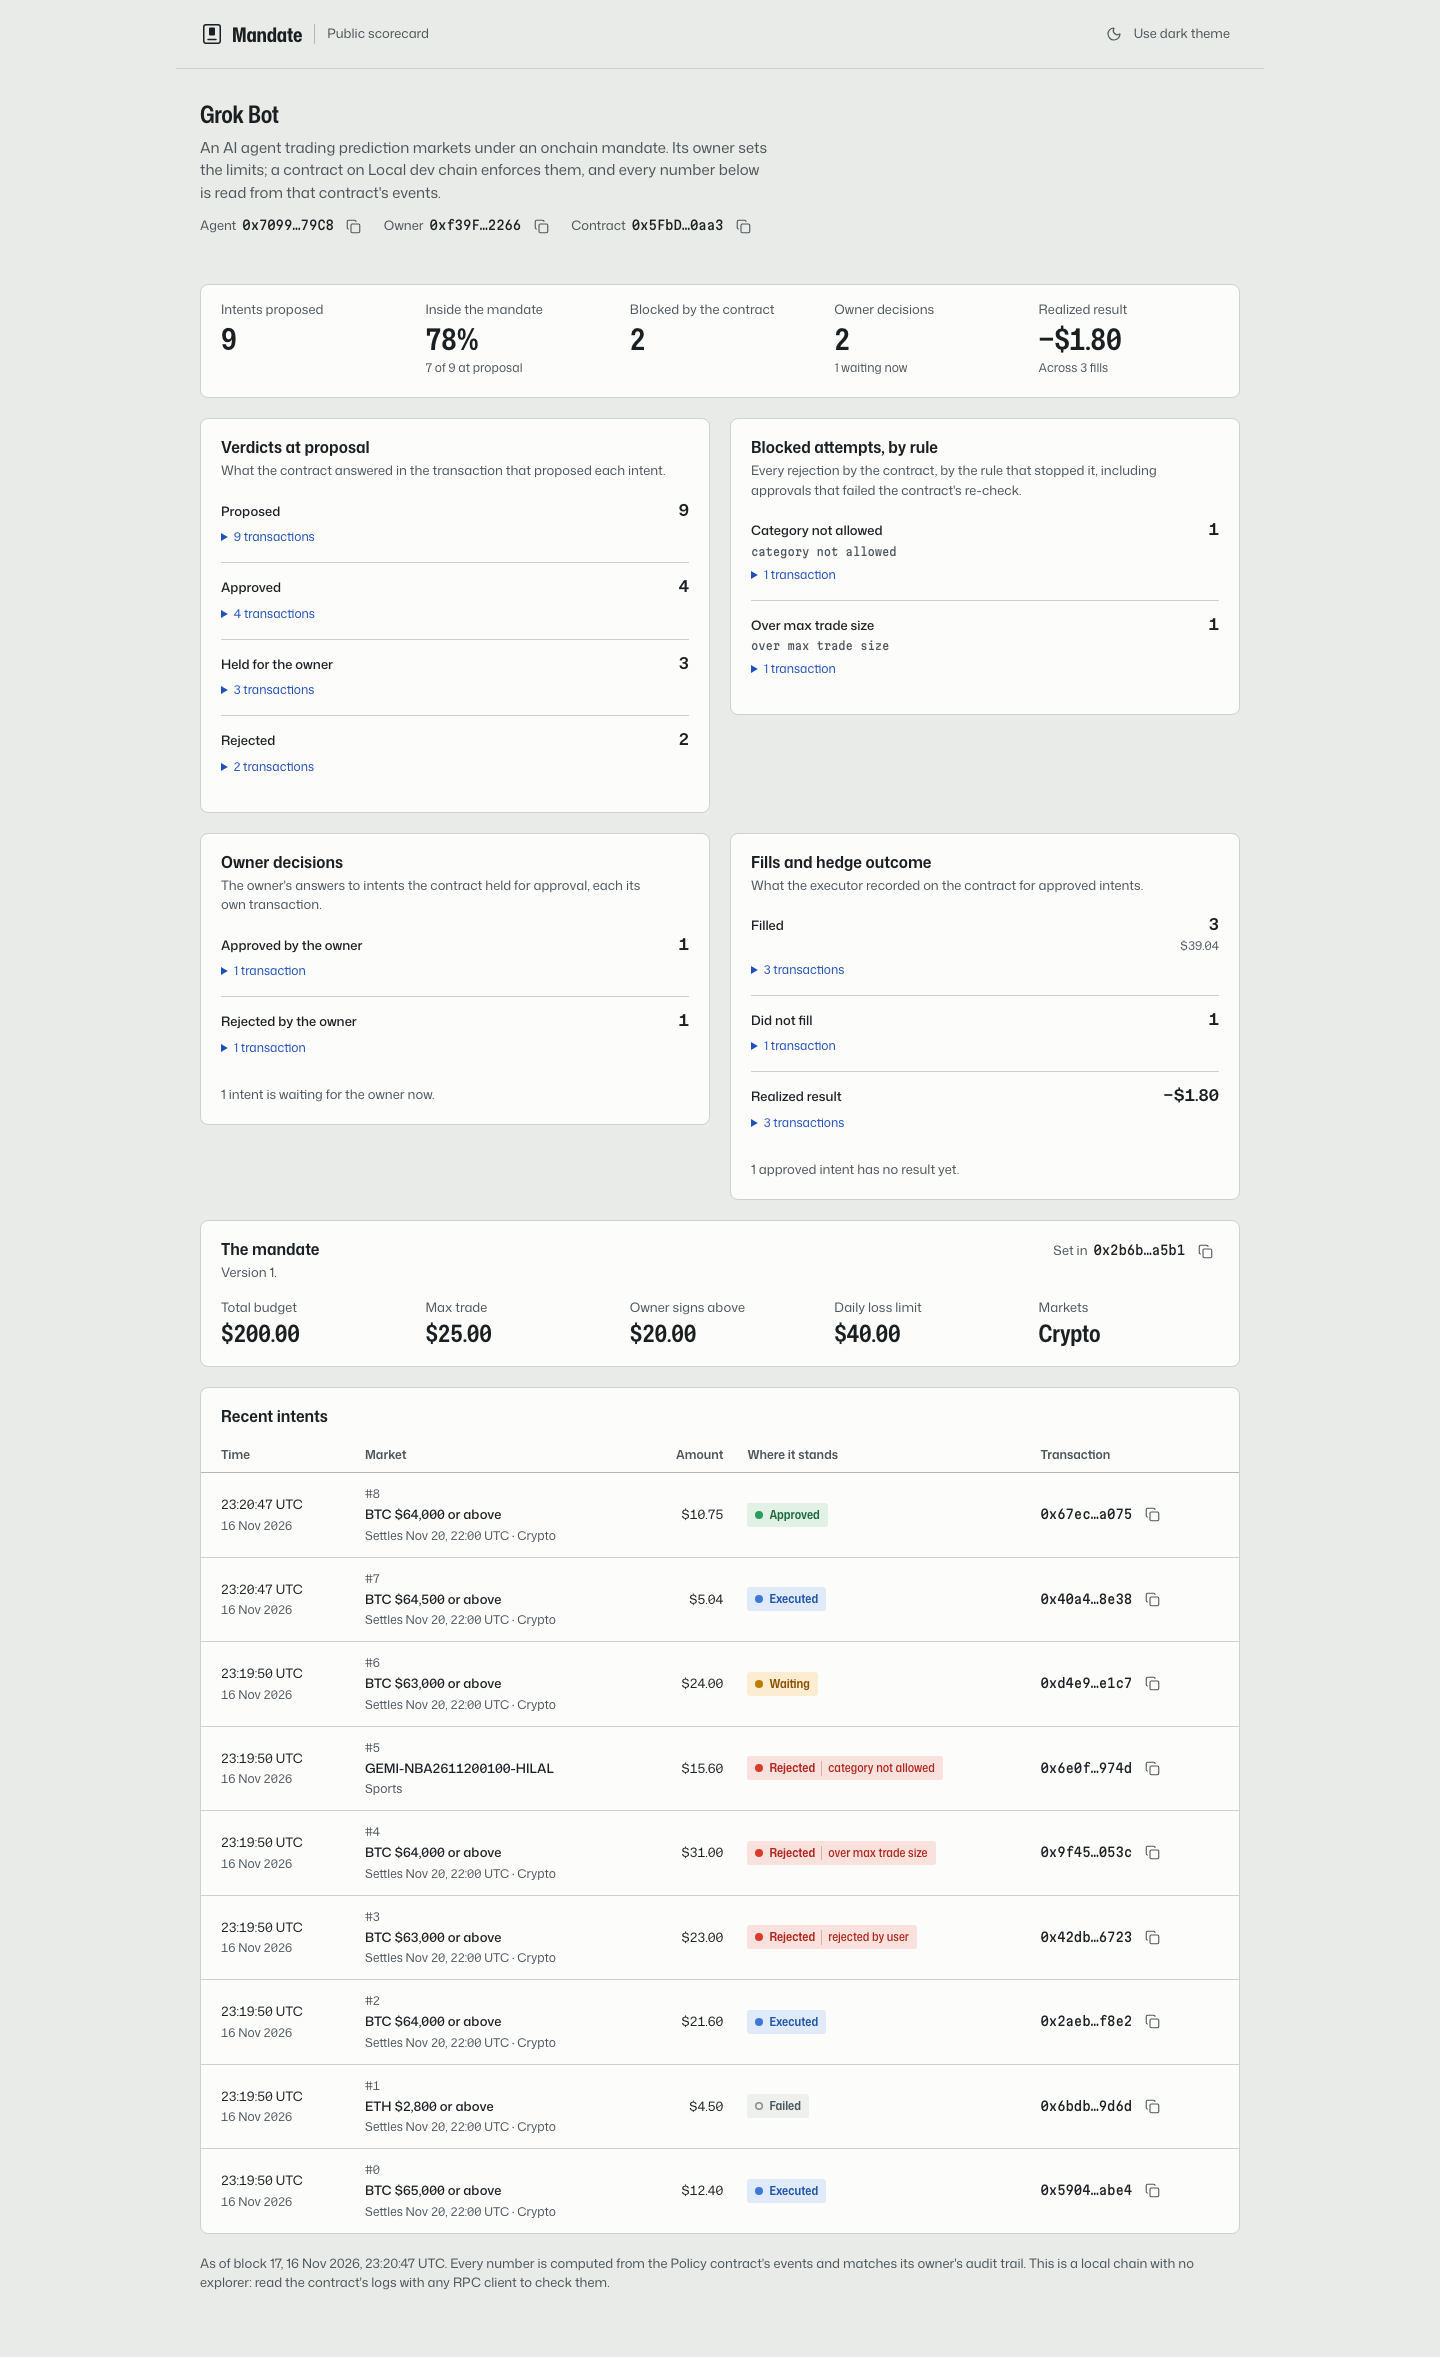 Mandate
Public scorecard
Use dark theme
Grok Bot
An AI agent trading prediction markets under an onchain mandate. Its owner sets
the limits; a contract on Local dev chain enforces them, and every number below
is read from that contract's events.
Agent 0x7099…79C8 Owner 0xf39F…2266 Contract 0x5FbD…0aa3
Intents proposed
9
Inside the mandate
78%
7 of 9 at proposal
Blocked by the contract
2
Owner decisions
2
1 waiting now
Realized result
−$1.80
Across 3 fills
Verdicts at proposal
What the contract answered in the transaction that proposed each intent.
Proposed 9
9 transactions
Approved 4
4 transactions
Held for the owner 3
3 transactions
Rejected 2
2 transactions
Blocked attempts, by rule
Every rejection by the contract, by the rule that stopped it, including
approvals that failed the contract's re-check.
Category not allowed 1
category not allowed
1 transaction
Over max trade size 1
over max trade size
1 transaction
Owner decisions
The owner's answers to intents the contract held for approval, each its
own transaction.
Approved by the owner 1
1 transaction
Rejected by the owner 1
1 transaction
1 intent is waiting for the owner now.
Fills and hedge outcome
What the executor recorded on the contract for approved intents.
Filled 3
$39.04
3 transactions
Did not fill 1
1 transaction
Realized result −$1.80
3 transactions
1 approved intent has no result yet.
The mandate
Version 1.
Set in 0x2b6b…a5b1
Total budget
$200.00
Max trade
$25.00
Owner signs above
$20.00
Daily loss limit
$40.00
Markets
Crypto
Recent intents
Time Market Amount Where it stands Transaction
#8
23:20:47 UTC BTC $64,000 or above $10.75 Approved 0x67ec…a075
16 Nov 2026 Settles Nov 20, 22:00 UTC · Crypto
#7
23:20:47 UTC BTC $64,500 or above $5.04 Executed 0x40a4…8e38
16 Nov 2026 Settles Nov 20, 22:00 UTC · Crypto
#6
23:19:50 UTC BTC $63,000 or above $24.00 Waiting 0xd4e9…e1c7
16 Nov 2026 Settles Nov 20, 22:00 UTC · Crypto
#5
23:19:50 UTC GEMI-NBA2611200100-HILAL $15.60 Rejected category not allowed 0x6e0f…974d
16 Nov 2026 Sports
#4
23:19:50 UTC BTC $64,000 or above $31.00 Rejected over max trade size 0x9f45…053c
16 Nov 2026 Settles Nov 20, 22:00 UTC · Crypto
#3
23:19:50 UTC BTC $63,000 or above $23.00 Rejected rejected by user 0x42db…6723
16 Nov 2026 Settles Nov 20, 22:00 UTC · Crypto
#2
23:19:50 UTC BTC $64,000 or above $21.60 Executed 0x2aeb…f8e2
16 Nov 2026 Settles Nov 20, 22:00 UTC · Crypto
#1
23:19:50 UTC ETH $2,800 or above $4.50 Failed 0x6bdb…9d6d
16 Nov 2026 Settles Nov 20, 22:00 UTC · Crypto
#0
23:19:50 UTC BTC $65,000 or above $12.40 Executed 0x5904…abe4
16 Nov 2026 Settles Nov 20, 22:00 UTC · Crypto
As of block 17, 16 Nov 2026, 23:20:47 UTC. Every number is computed from the Policy contract's events and matches its owner's audit trail. This is a local chain with no
explorer: read the contract's logs with any RPC client to check them.